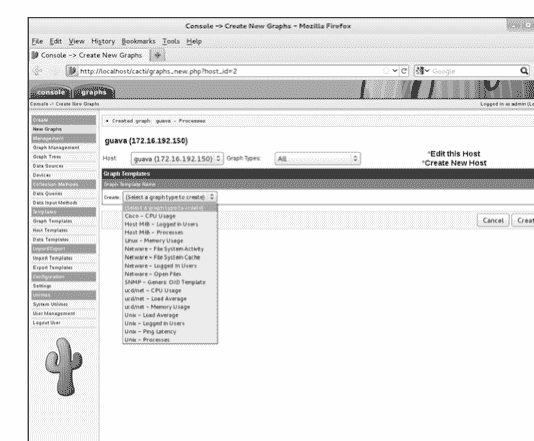 Console -> Create New Graphs - Mozilla Firefox
File Edit View History Bookmarks Tools Help
Console -> Create New Graphs
http://localhost/cacti/graphs_new.php?host_id=2
Google
console graphs
Console -> Create New Graphs
Logged in as admin (Lo
Create
New Graphs
Management
Graph Management
Graph Trees
Data Sources
Devices
Collection Methods
Data Queries
Data Input Methods
Templates
Graph Templates
Host Templates
Data Templates
Import/Export
Import Templates
Export Templates
Configuration
Settings
Utilities
System Utilities
User Management
Logout User
Created graph: guava - Processes
guava (172.16.192.150)
Host: guava (172.16.192.150) Graph Types: All
*Edit this Host
*Create New Host
Graph Templates
Graph Template Name
Create: (Select a graph type to create)
(Select a graph type to create)
Cisco - CPU Usage
Host MIB - Logged in Users
Host MIB - Processes
Linux - Memory Usage
Netware - File System Activity
Netware - File System Cache
Netware - Logged In Users
Netware - Open Files
SNMP - Generic OID Template
ucd/net - CPU Usage
ucd/net - Load Average
ucd/net - Memory Usage
Unix - Load Average
Unix - Logged in Users
Unix - Ping Latency
Unix - Processes
Cancel Creat